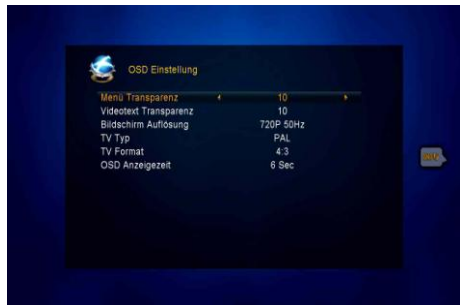 OSD Einstellung
Menü Transparenz 10
Videotext Transparenz 10
Bildschirm Auflösung 720P 50Hz
TV Typ PAL
TV Format 4:3
OSD Anzeigezeit 6 Sec